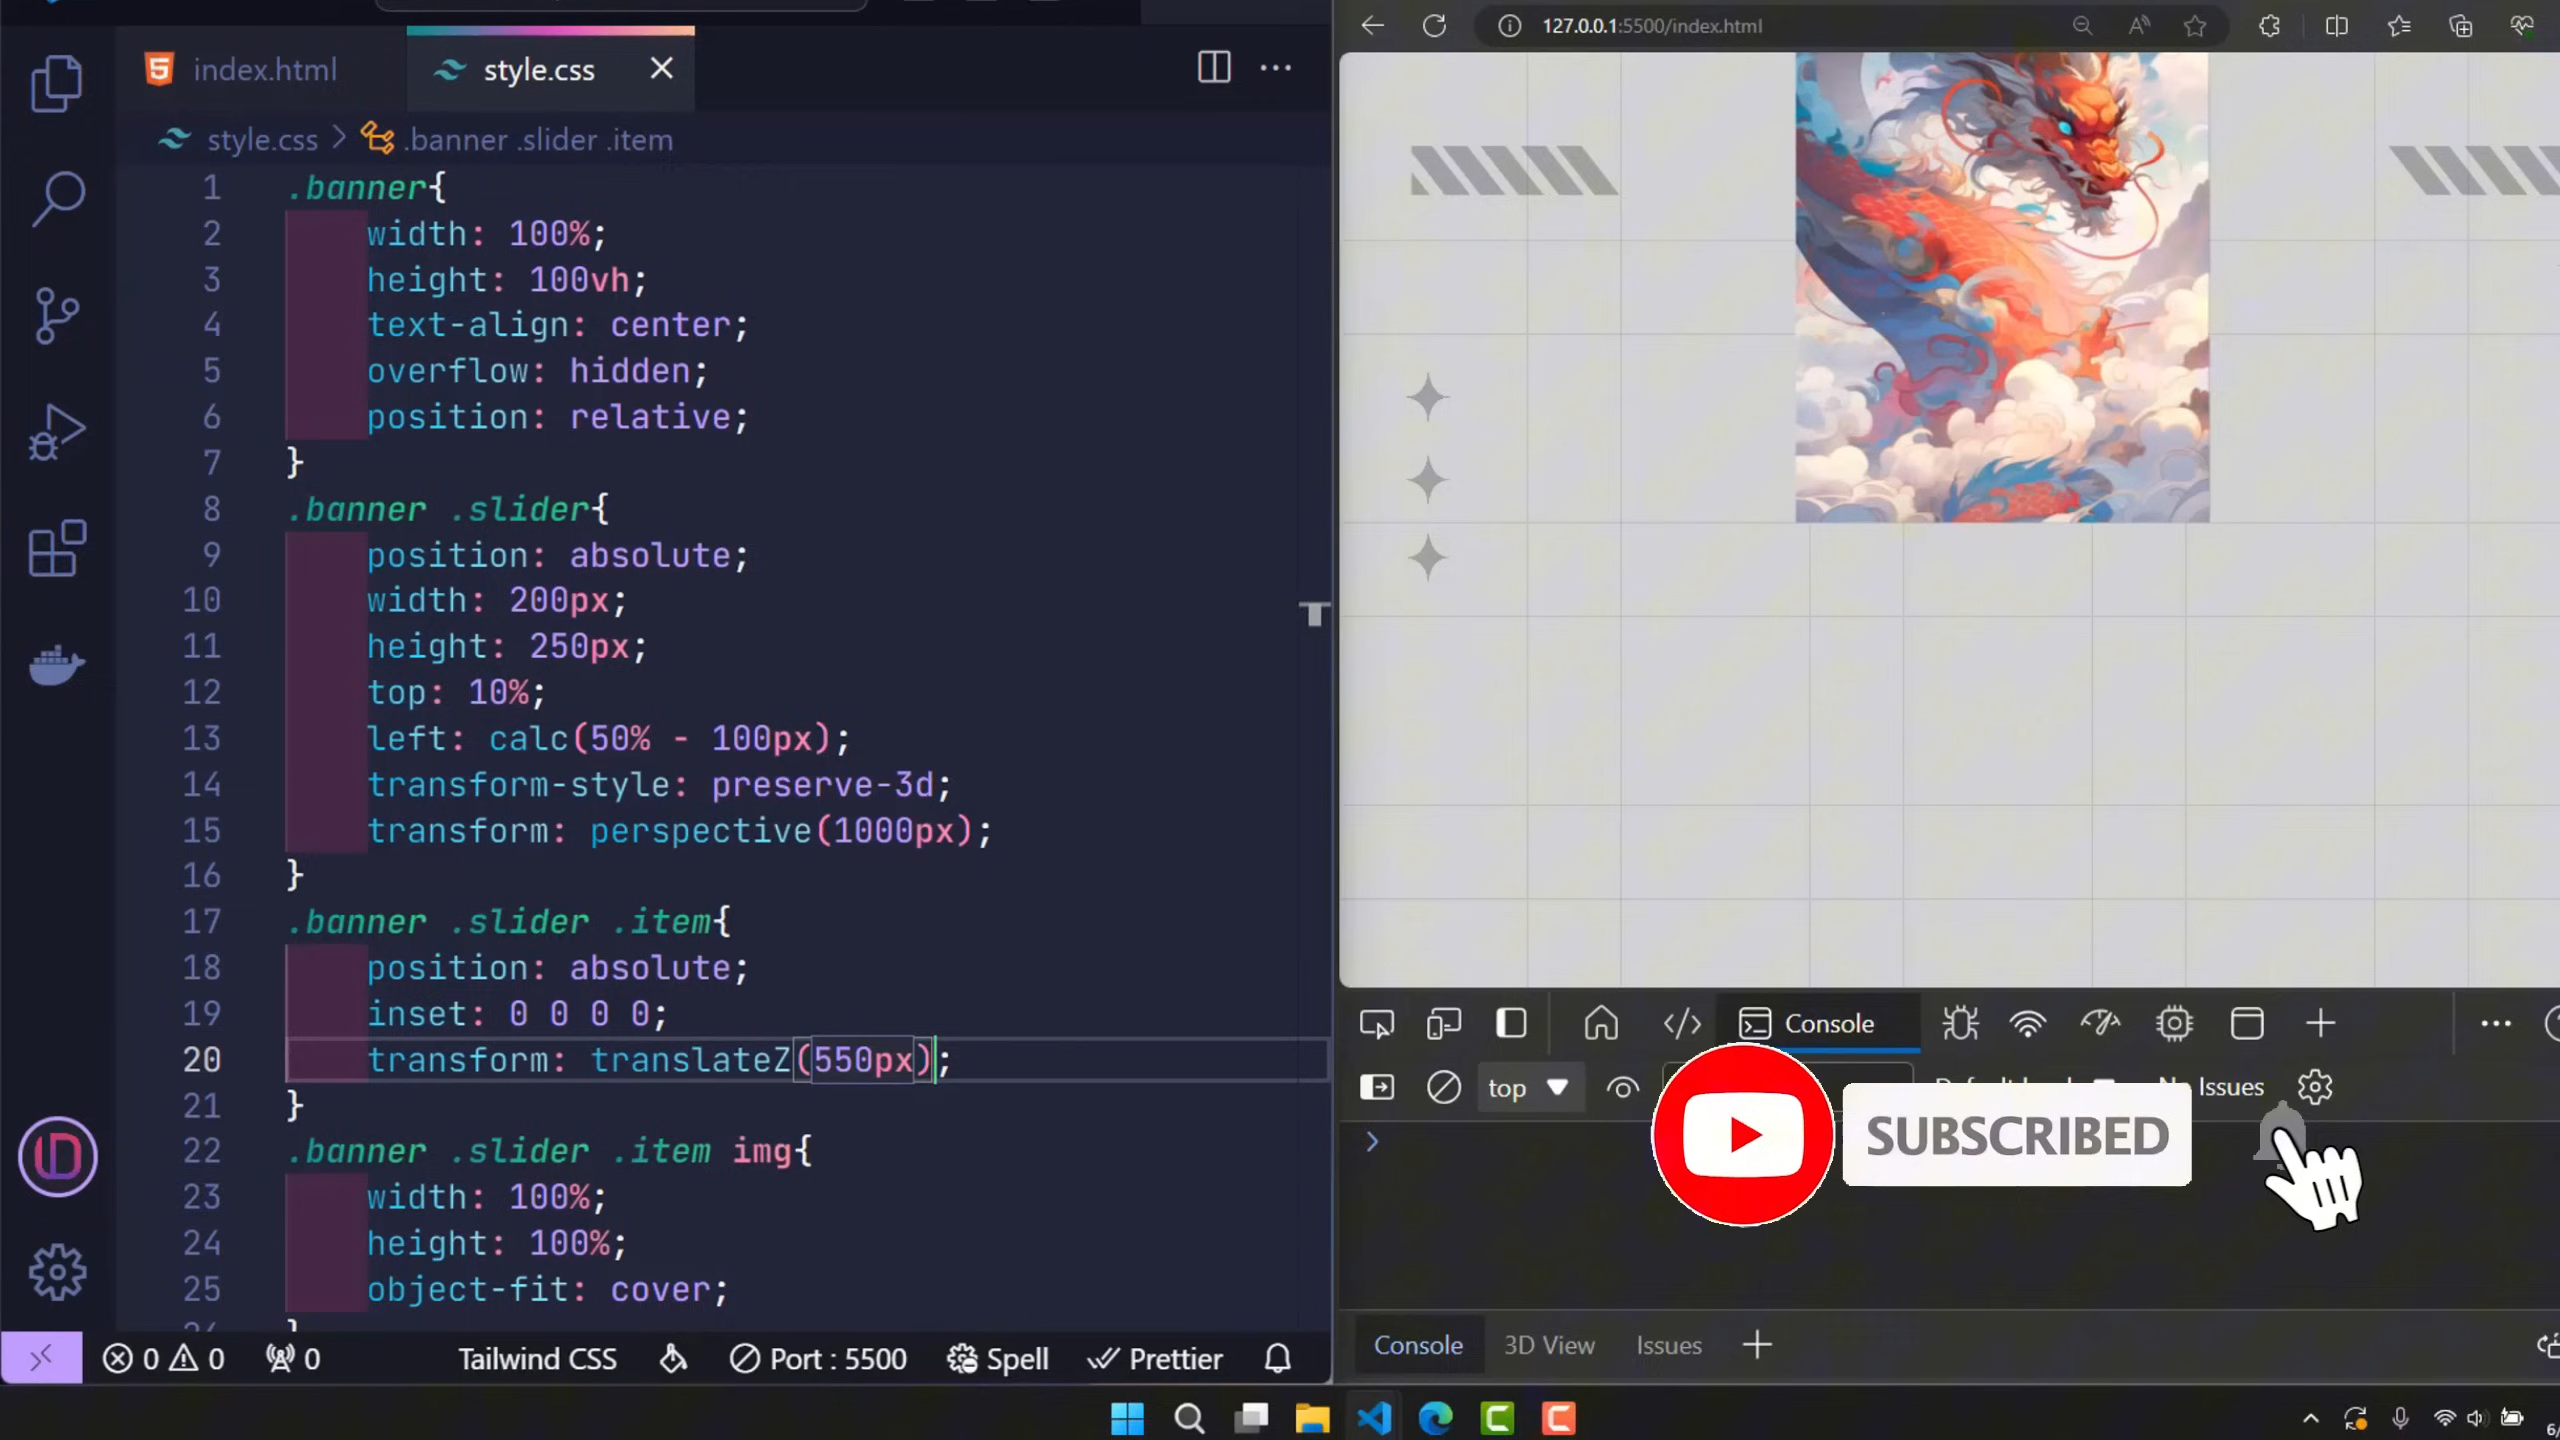 index.html
style.css
style.css > .banner .slider .item
1 .banner{
2 width: 100%;
3 height: 100vh;
4 text-align: center;
5 overflow: hidden;
6 position: relative;
7 }
8 .banner .slider{
9 position: absolute;
10 width: 200px;
11 height: 250px;
12 top: 10%;
13 left: calc(50% - 100px);
14 transform-style: preserve-3d;
15 transform: perspective(1000px);
16 }
17 .banner .slider .item{
18 position: absolute;
19 inset: 0 0 0 0;
20 transform: translateZ(550px);
21 }
22 .banner .slider .item img{
23 width: 100%;
24 height: 100%;
25 object-fit: cover;
0 0 0 Tailwind CSS Port : 5500 Spell Prettier
127.0.0.1:5500/index.html
Console
top
Issues
SUBSCRIBED
Console 3D View Issues